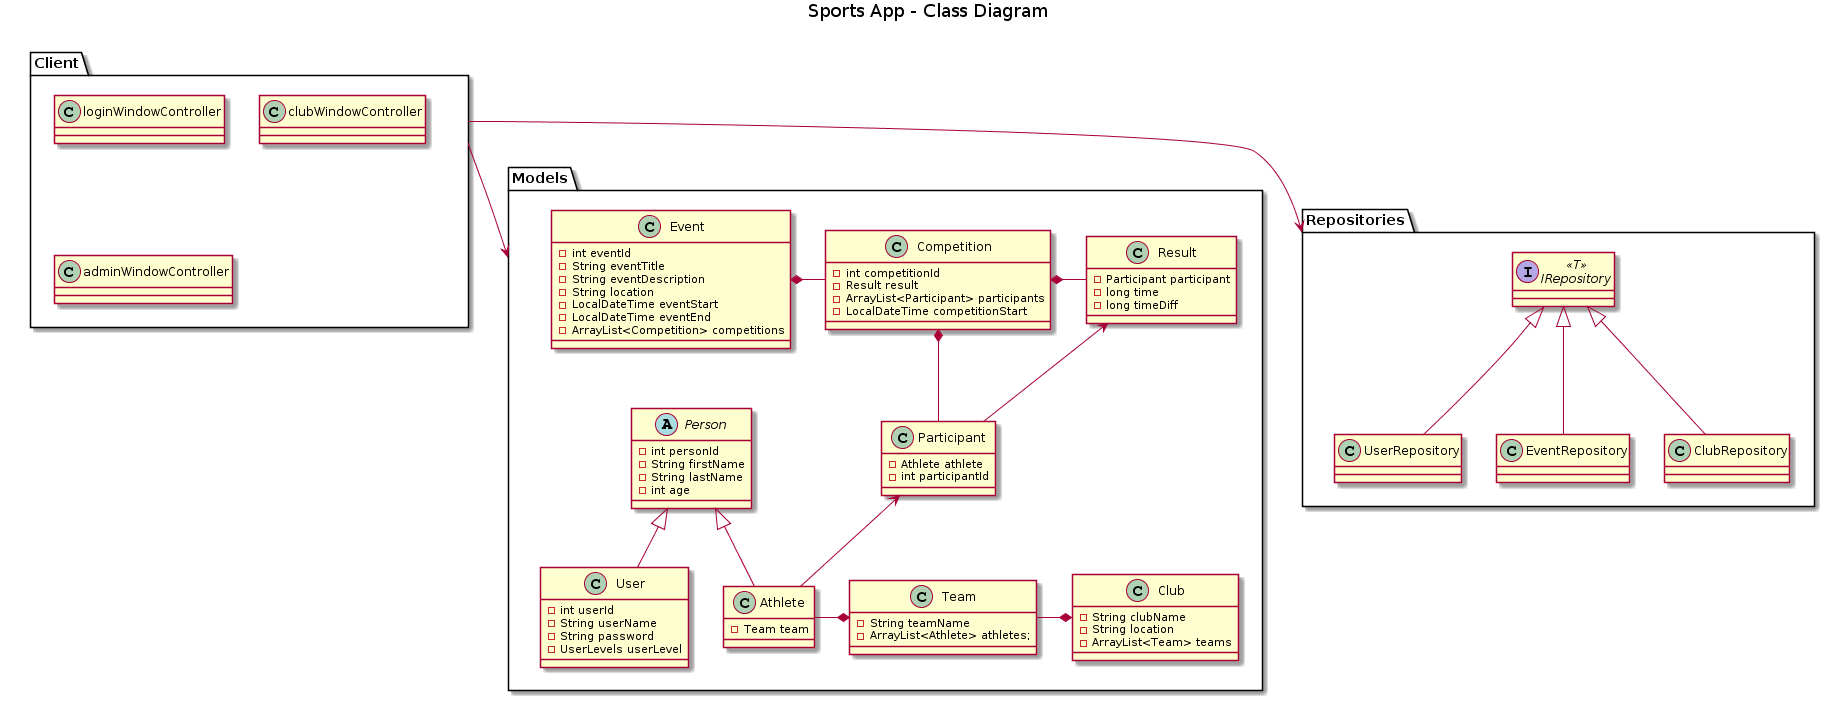 Sports App - Class Diagram
Client
C loginWindowController
C clubWindowController
C adminWindowController
Models
C Event
int eventId
String eventTitle
String eventDescription
String location
LocalDateTime eventStart
LocalDateTime eventEnd
ArrayList<Competition> competitions
C Competition
int competitionId
Result result
ArrayList<Participant> participants
LocalDateTime competitionStart
C Result
Participant participant
long time
long timeDiff
A Person
int personId
String firstName
String lastName
int age
C Participant
Athlete athlete
int participantId
C User
int userId
String userName
String password
UserLevels userLevel
C Athlete
Team team
C Team
String teamName
ArrayList<Athlete> athletes;
C Club
String clubName
String location
ArrayList<Team> teams
Repositories
«T»
I IRepository
C UserRepository
C EventRepository
C ClubRepository